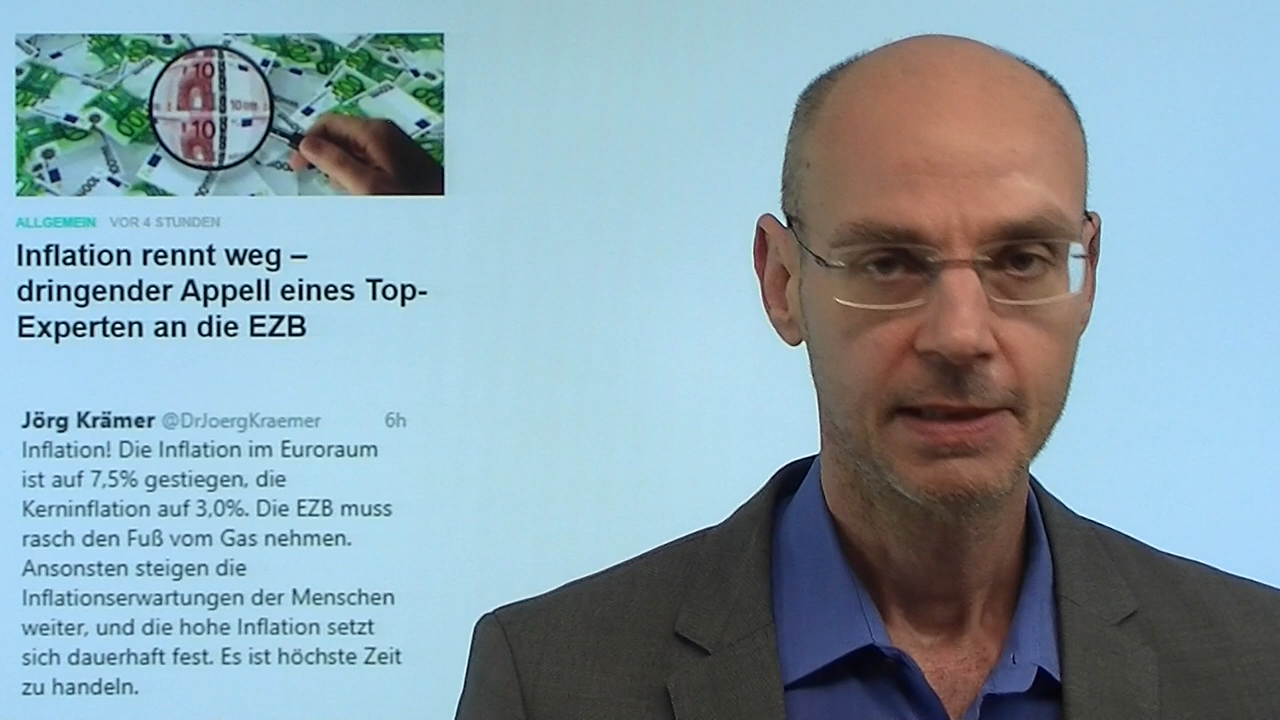 10
10
ALLGEMEIN VOR 4 STUNDEN
Inflation rennt weg –
dringender Appell eines Top-
Experten an die EZB
Jörg Krämer @DrJoergKraemer 6h
Inflation! Die Inflation im Euroraum
ist auf 7,5% gestiegen, die
Kerninflation auf 3,0%. Die EZB muss
rasch den Fuß vom Gas nehmen.
Ansonsten steigen die
Inflationserwartungen der Menschen
weiter, und die hohe Inflation setzt
sich dauerhaft fest. Es ist höchste Zeit
zu handeln.